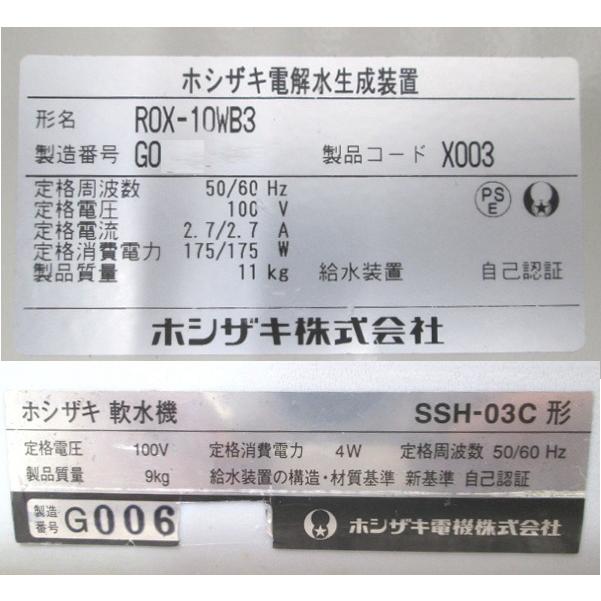 ホシザキ電解水生成装置
形名 ROX-10WB3
製造番号 G0 製品コード X003
定格周波数 50/60 Hz
定格電圧 100 V
定格電流 2.7/2.7 A
定格消費電力 175/175 W
製品質量 11 kg 給水装置 自己認証
PS
E
ホシザキ株式会社
ホシザキ 軟水機 SSH-03C 形
定格電圧 100V 定格消費電力 4W 定格周波数 50/60 Hz
製品質量 9kg 給水装置の構造・材質基準 新基準 自己認証
製造
番号 G006
ホシザキ電機株式会社